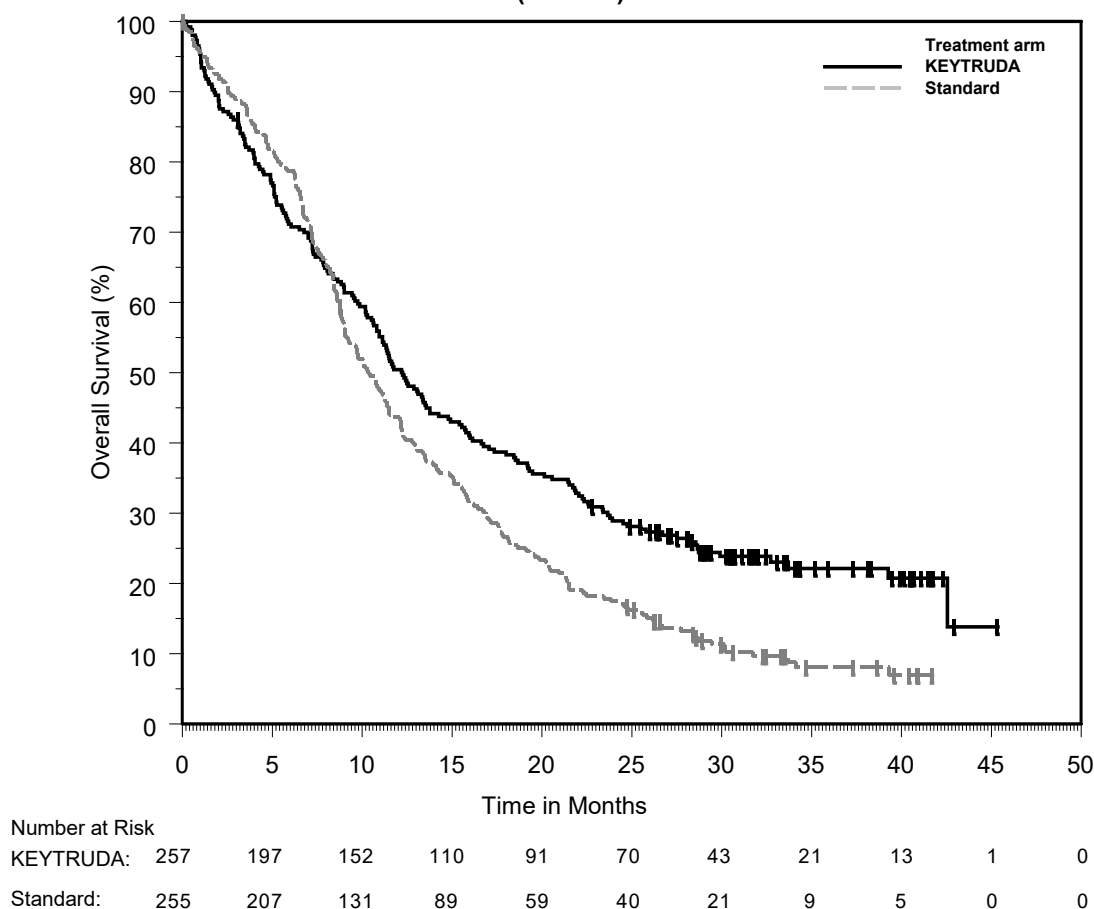 Treatment arm
KEYTRUDA
Standard
Overall Survival (%)
100
90
80
70
60
50
40
30
20
10
0
0 5 10 15 20 25 30 35 40 45 50
Time in Months
Number at Risk
KEYTRUDA: 257 197 152 110 91 70 43 21 13 1 0
Standard: 255 207 131 89 59 40 21 9 5 0 0